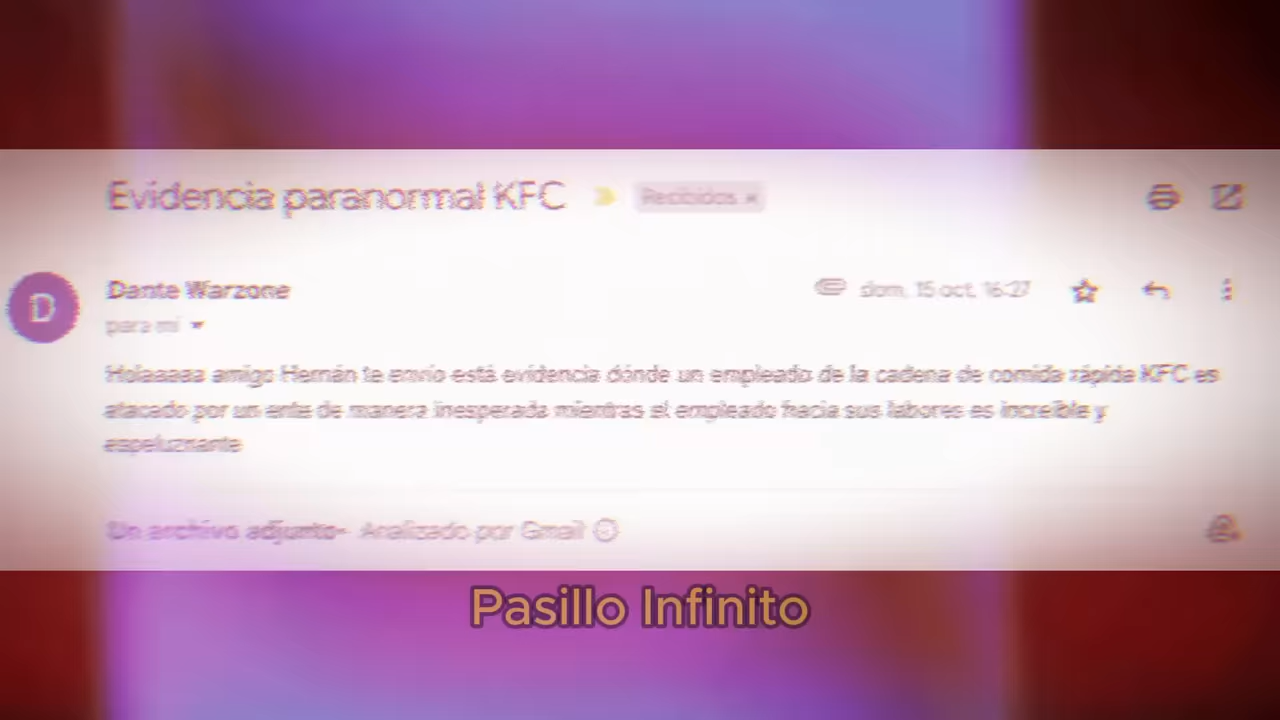 Evidencia paranormal KFC
Recibidos x
D
Dante Warzone
dom, 15 oct, 16:27
para mí
Holaaaaa amigo Hernán te envío está evidencia dónde un empleado de la cadena de comida rápida KFC es
atacado por un ente de manera inesperada mientras el empleado hacia sus labores es increíble y
espeluznante
Un archivo adjunto• Analizado por Gmail
Pasillo Infinito